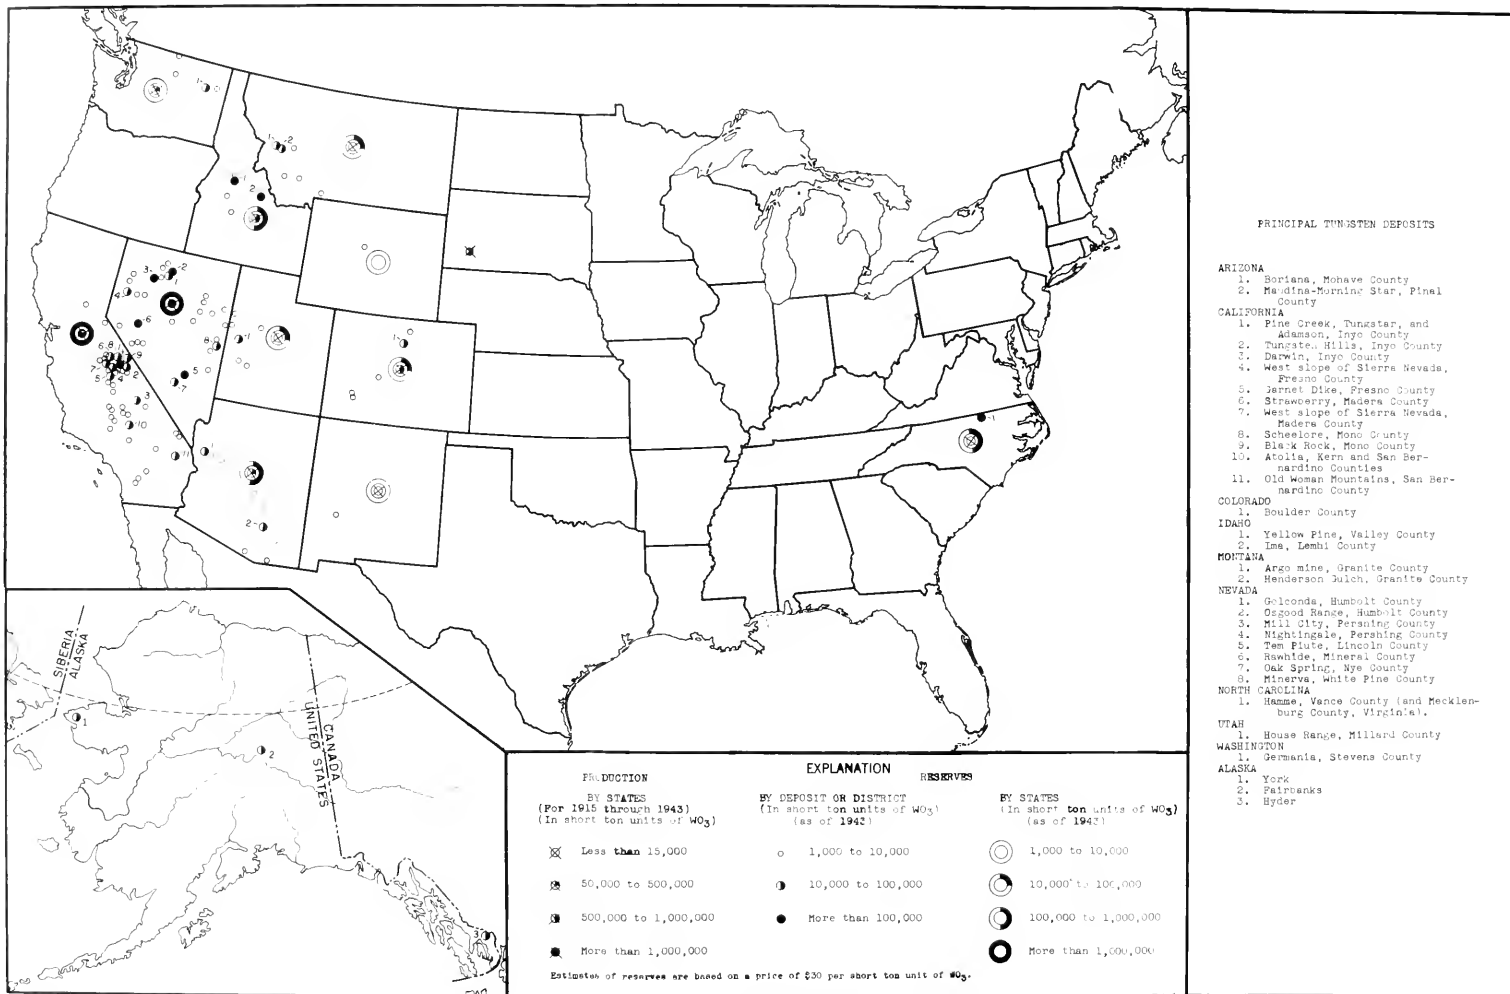 PRINCIPAL TUNGSTEN DEPOSITS
ARIZONA
1. Boriana, Mohave County
2. Maudina-Morning Star, Pinal
County
CALIFORNIA
1. Pine Creek, Tungstar, and
Adamson, Inyo County
2. Tungsten Hills, Inyo County
3. Darwin, Inyo County
4. West slope of Sierra Nevada,
Fresno County
5. Garnet Dike, Fresno County
6. Strawberry, Madera County
7. West slope of Sierra Nevada,
Madera County
8. Scheelore, Mono County
9. Black Rock, Mono County
10. Atolia, Kern and San Ber-
nardino Counties
11. Old Woman Mountains, San Ber-
nardino County
COLORADO
1. Boulder County
IDAHO
1. Yellow Pine, Valley County
2. Ima, Lemhi County
MONTANA
1. Argo mine, Granite County
2. Henderson Gulch, Granite County
NEVADA
1. Golconda, Humbolt County
2. Osgood Range, Humbolt County
3. Mill City, Pershing County
4. Nightingale, Pershing County
5. Tem Piute, Lincoln County
6. Rawhide, Mineral County
7. Oak Spring, Nye County
8. Minerva, White Pine County
NORTH CAROLINA
1. Hamme, Vance County (and Mecklen-
burg County, Virginia).
UTAH
1. House Range, Millard County
WASHINGTON
1. Germania, Stevens County
ALASKA
1. York
2. Fairbanks
3. Hyder
SIBERIA
ALASKA
CANADA
UNITED STATES
EXPLANATION
PRODUCTION
RESERVES
BY STATES
(For 1915 through 1943)
(In short ton units of WO3)
Less than 15,000
50,000 to 500,000
500,000 to 1,000,000
More than 1,000,000
BY DEPOSIT OR DISTRICT
(In short ton units of WO3)
(as of 1943)
1,000 to 10,000
10,000 to 100,000
More than 100,000
BY STATES
(In short ton units of WO3)
(as of 1943)
1,000 to 10,000
10,000 to 100,000
100,000 to 1,000,000
More than 1,000,000
Estimates of reserves are based on a price of $30 per short ton unit of WO3.